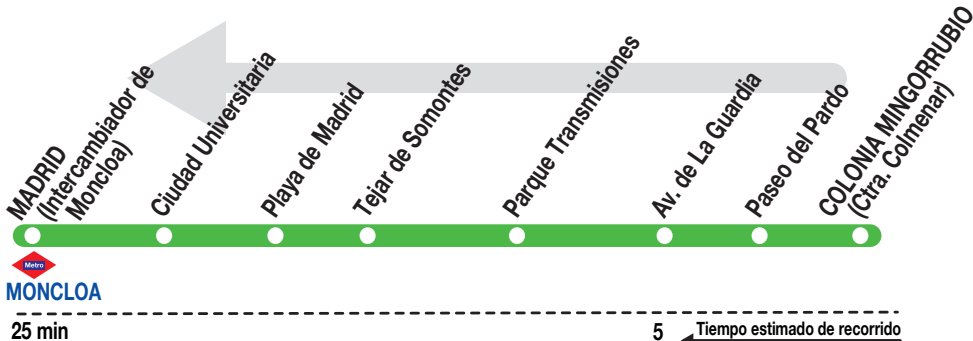 MADRID
(Intercambiador de
Moncloa)
Ciudad Universitaria
Playa de Madrid
Tejar de Somontes
Parque Transmisiones
Av. de La Guardia
Paseo del Pardo
COLONIA MINGORRUBIO
(Ctra. Colmenar)
Metro
MONCLOA
25 min
5
Tiempo estimado de recorrido